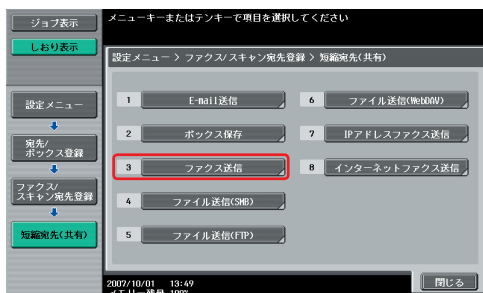 ジョブ表示
メニューキーまたはテンキーで項目を選択してください
しおり表示
設定メニュー > ファクス/スキャン宛先登録 > 短縮宛先(共有)
設定メニュー
宛先/
ボックス登録
ファクス/
スキャン宛先登録
短縮宛先(共有)
1 E-mail送信
2 ボックス保存
3 ファクス送信
4 ファイル送信(SMB)
5 ファイル送信(FTP)
6 ファイル送信(WebDAV)
7 IPアドレスファクス送信
8 インターネットファクス送信
2007/10/01 13:49
メモリー残量 100%
閉じる